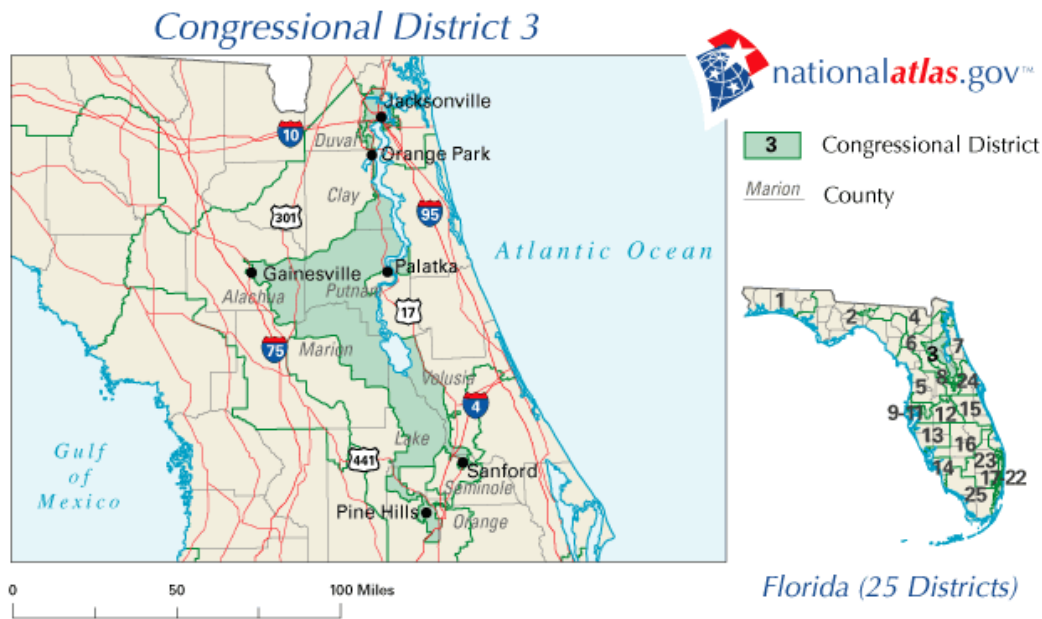 Congressional District 3
nationalatlas.gov™
Jacksonville
10
Duval
Orange Park
3 Congressional District
Marion County
Clay
301
95
Atlantic Ocean
Gainesville
Palatka
Alachua
Putnam
17
75
Marion
Volusia
4
Lake
441
Sanford
Seminole
Pine Hills
Orange
Gulf
of
Mexico
1
2
4
6
3
7
5
8
24
9-11
12
15
13
16
14
23
17
22
25
0 50 100 Miles
Florida (25 Districts)